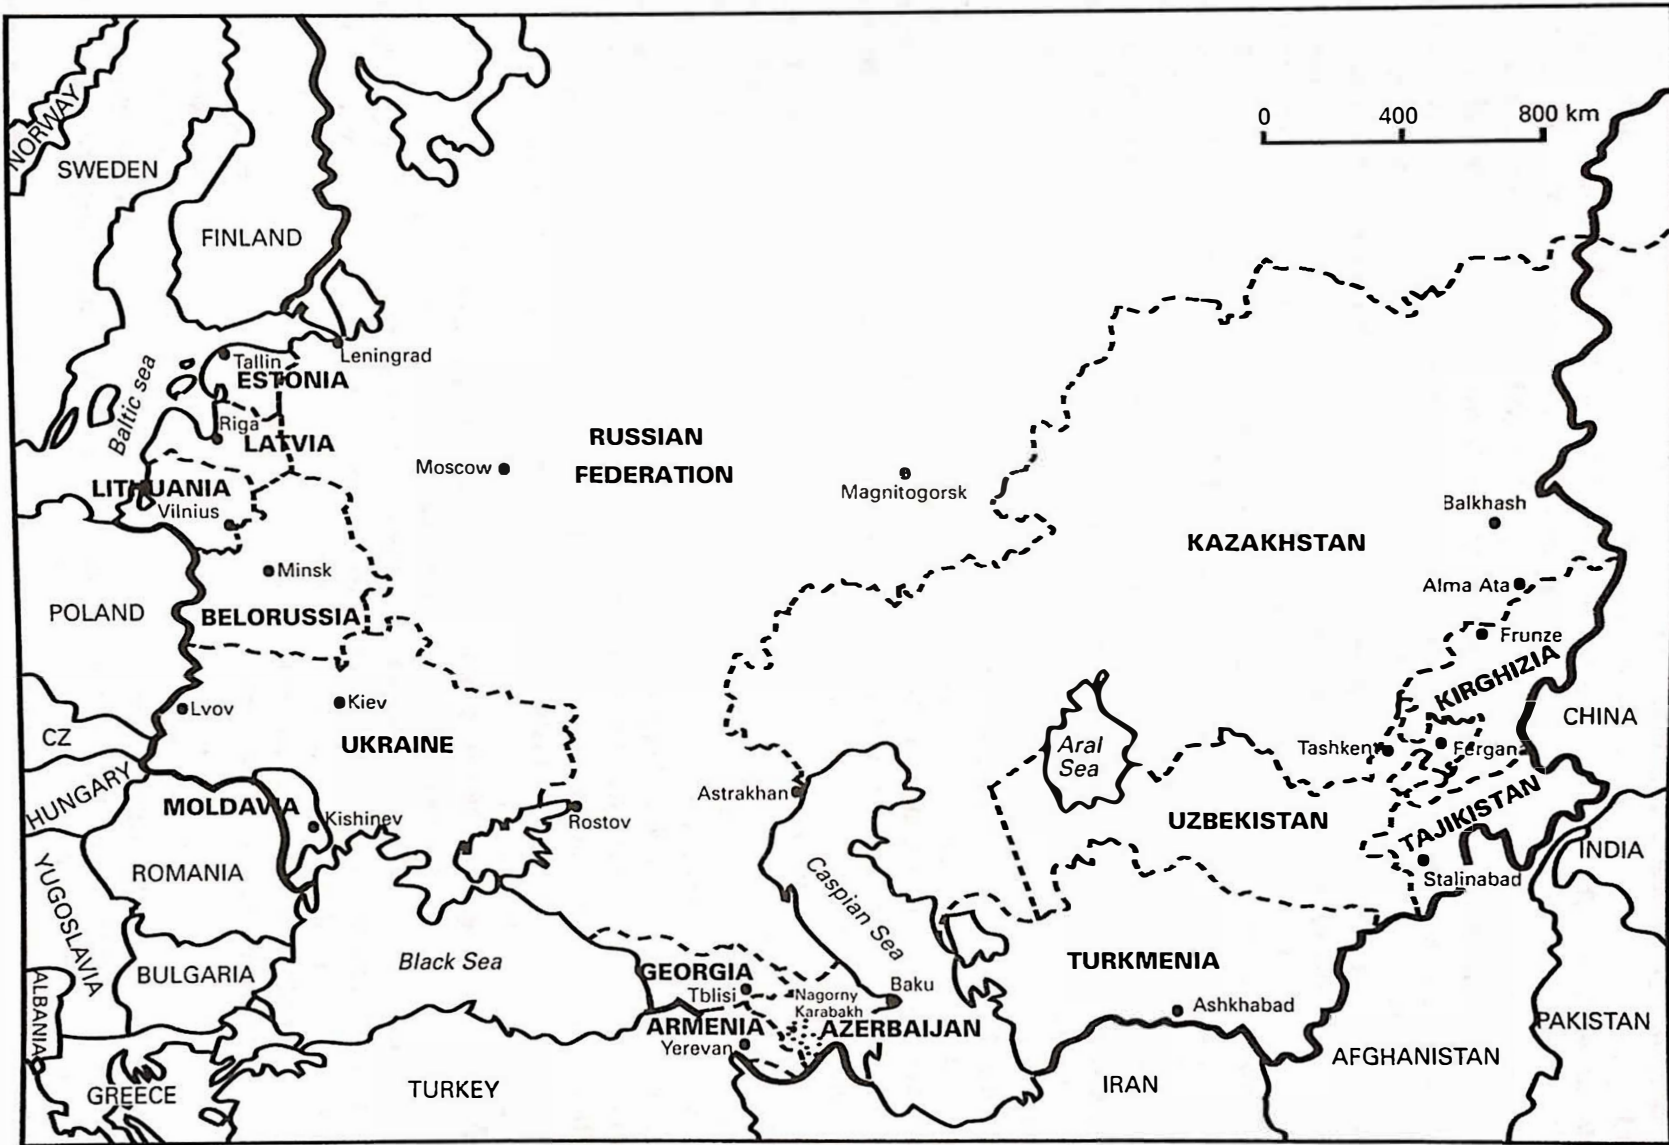 0 400 800 km
NORWAY
SWEDEN
FINLAND
Leningrad
Tallin
ESTONIA
Baltic sea
Riga
LATVIA
RUSSIAN
FEDERATION
Moscow
Magnitogorsk
LITHUANIA
Vilnius
Balkhash
KAZAKHSTAN
Minsk
Alma Ata
POLAND
BELORUSSIA
Frunze
KIRGHIZIA
Lvov
Kiev
CHINA
CZ
UKRAINE
Aral
Sea
Tashkent
Fergana
HUNGARY
MOLDAVIA
Kishinev
Astrakhan
Rostov
UZBEKISTAN
TAJIKISTAN
ROMANIA
INDIA
Stalinabad
YUGOSLAVIA
Caspian Sea
BULGARIA
Black Sea
GEORGIA
Tblisi
Nagorny
Karabakh
Baku
TURKMENIA
Ashkhabad
ALBANIA
ARMENIA
AZERBAIJAN
Yerevan
PAKISTAN
AFGHANISTAN
GREECE
TURKEY
IRAN